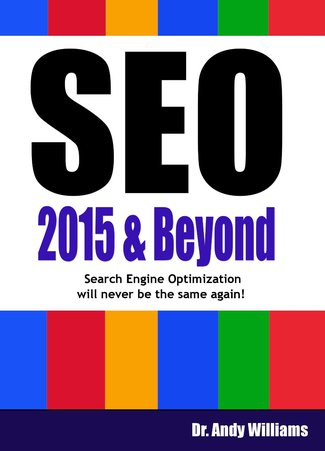 SEO
2015 & Beyond
Search Engine Optimization
will never be the same again!
Dr. Andy Williams